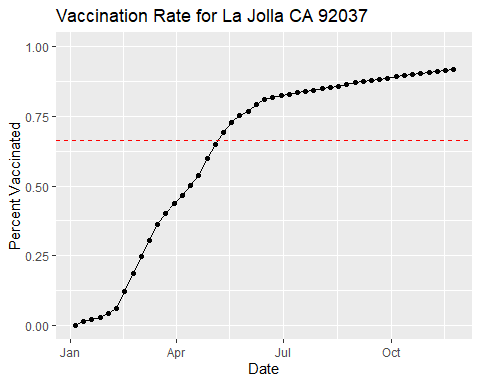 Vaccination Rate for La Jolla CA 92037
1.00
0.75
0.50
0.25
0.00
Percent Vaccinated
Jan Apr Jul Oct
Date